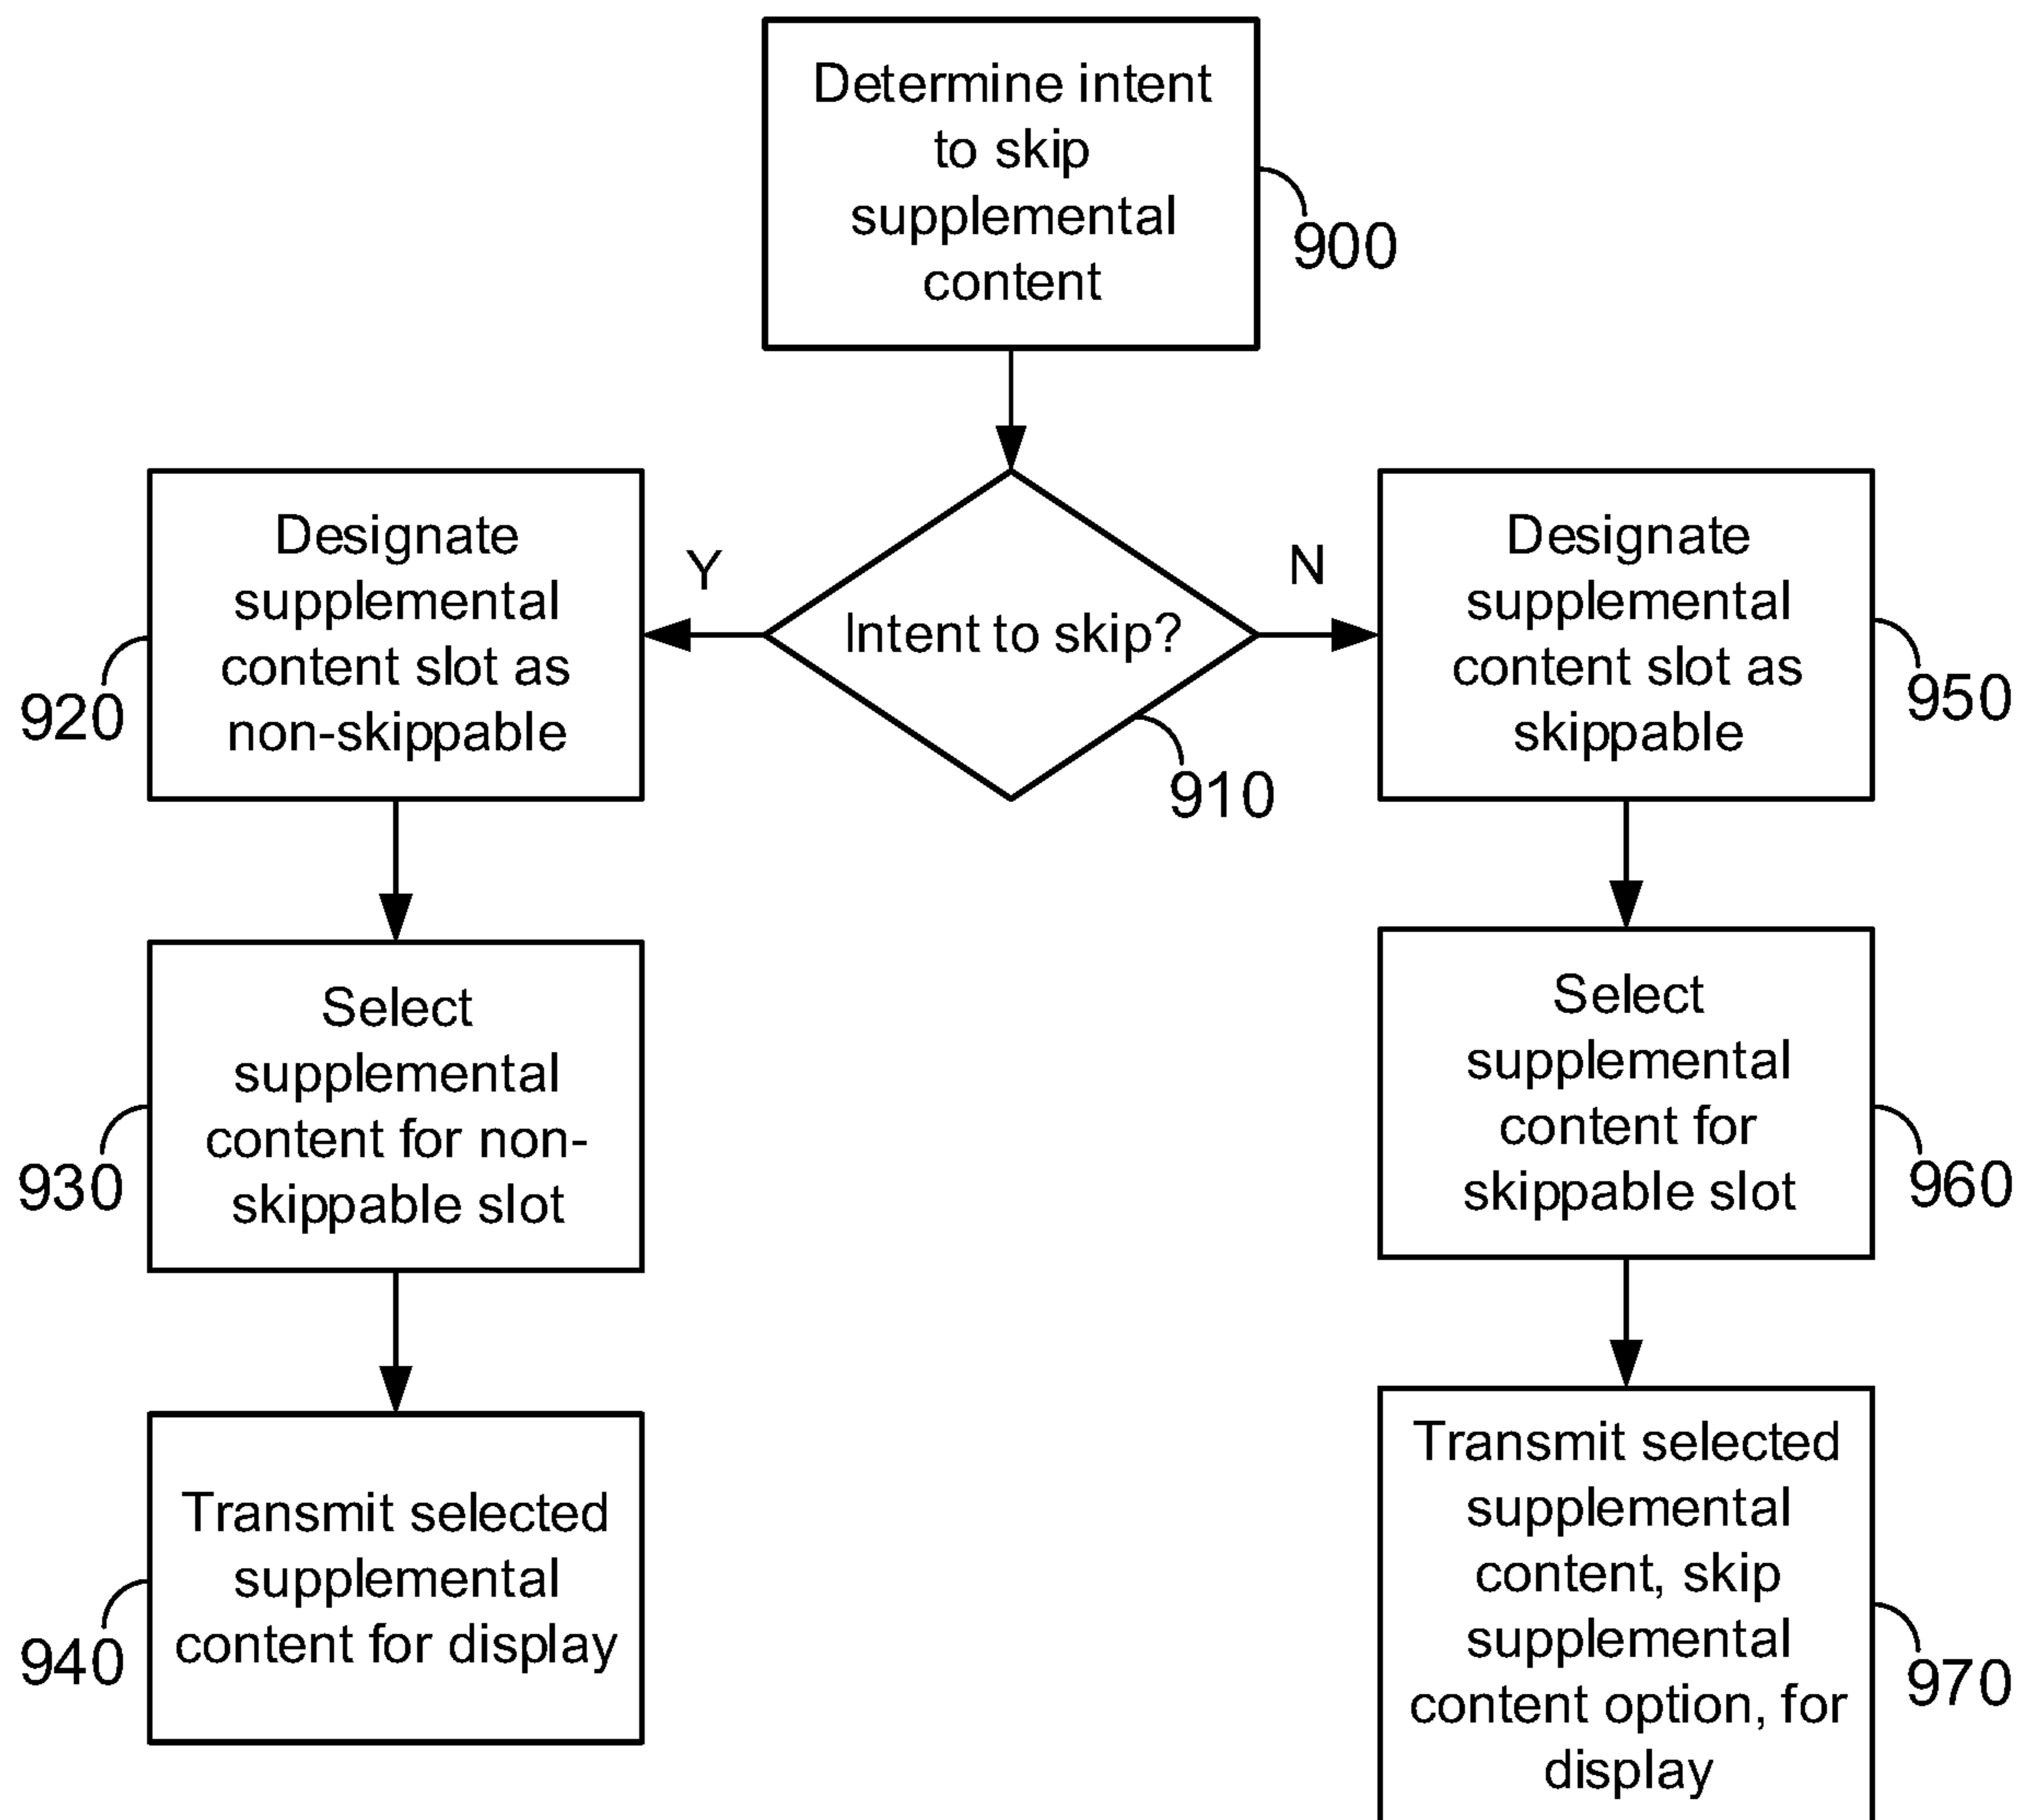 Determine intent
to skip
supplemental
content
900
Intent to skip?
910
Y
N
Designate
supplemental
content slot as
non-skippable
920
Select
supplemental
content for non-
skippable slot
930
Transmit selected
supplemental
content for display
940
Designate
supplemental
content slot as
skippable
950
Select
supplemental
content for
skippable slot
960
Transmit selected
supplemental
content, skip
supplemental
content option, for
display
970